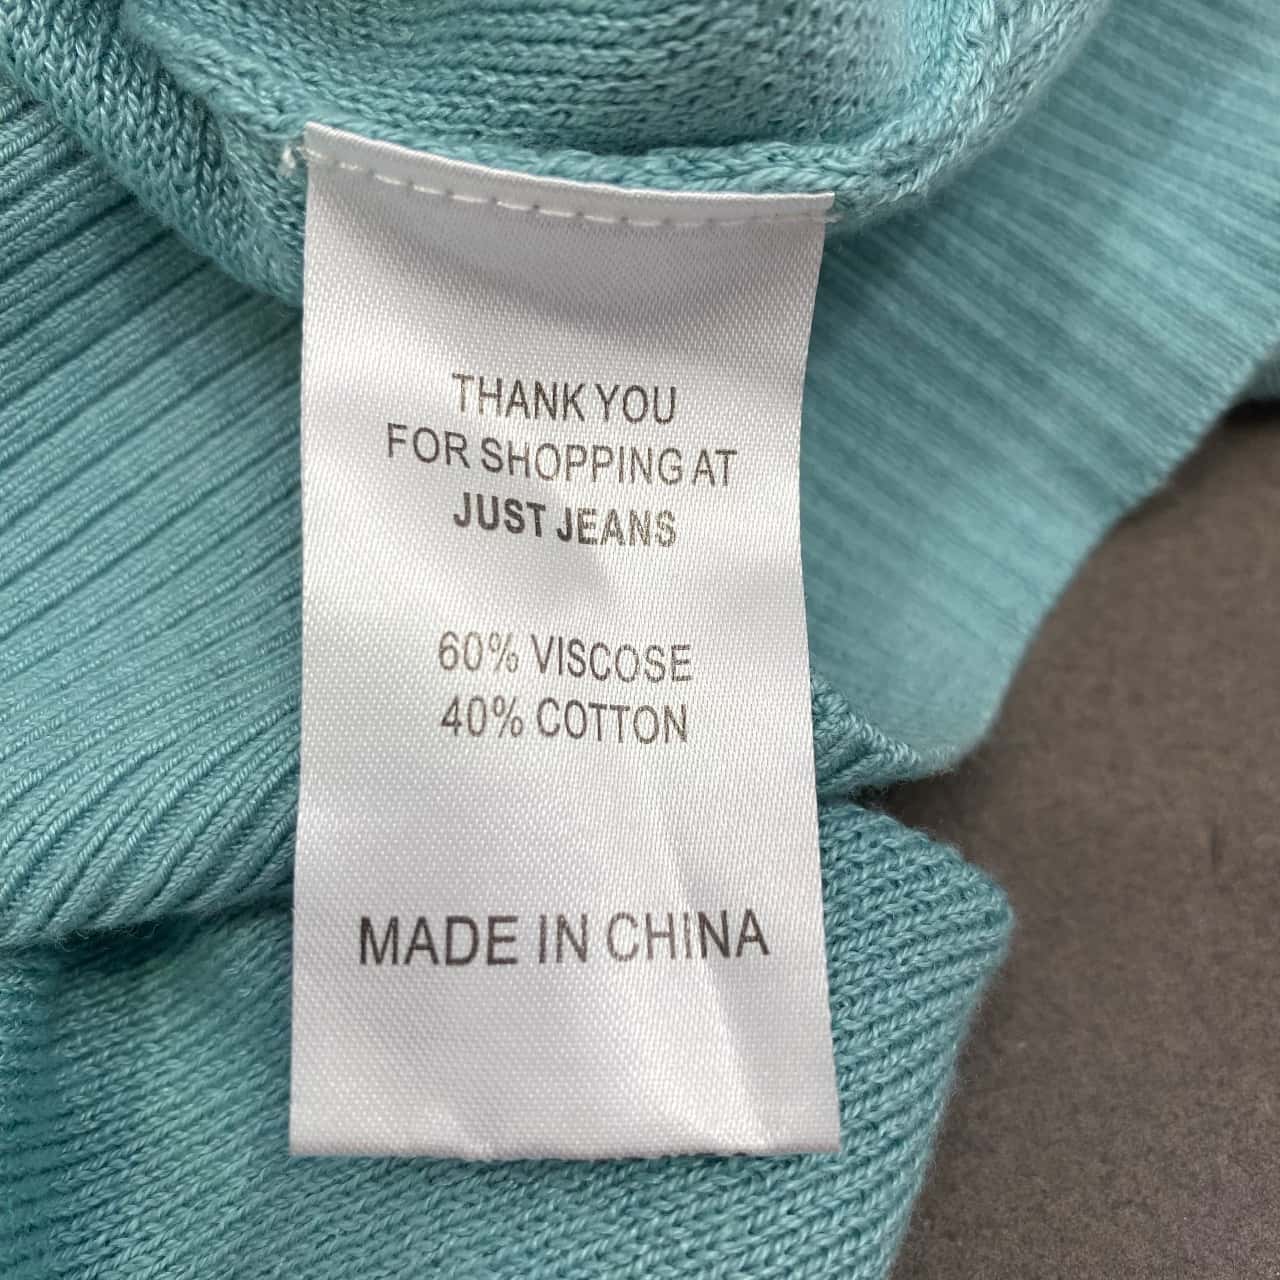 THANK YOU
FOR SHOPPING AT
JUST JEANS
60% VISCOSE
40% COTTON
MADE IN CHINA